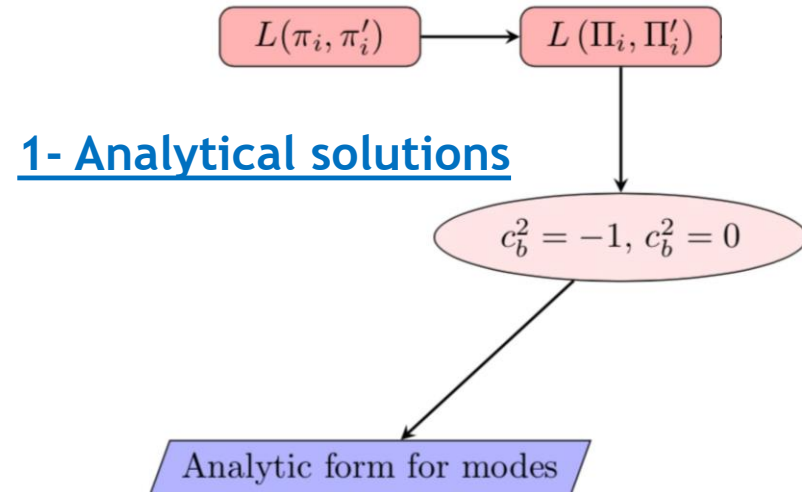 L(π_i, π′_i)
L (Π_i, Π′_i)
1- Analytical solutions
c_b^2 = −1, c_b^2 = 0
Analytic form for modes